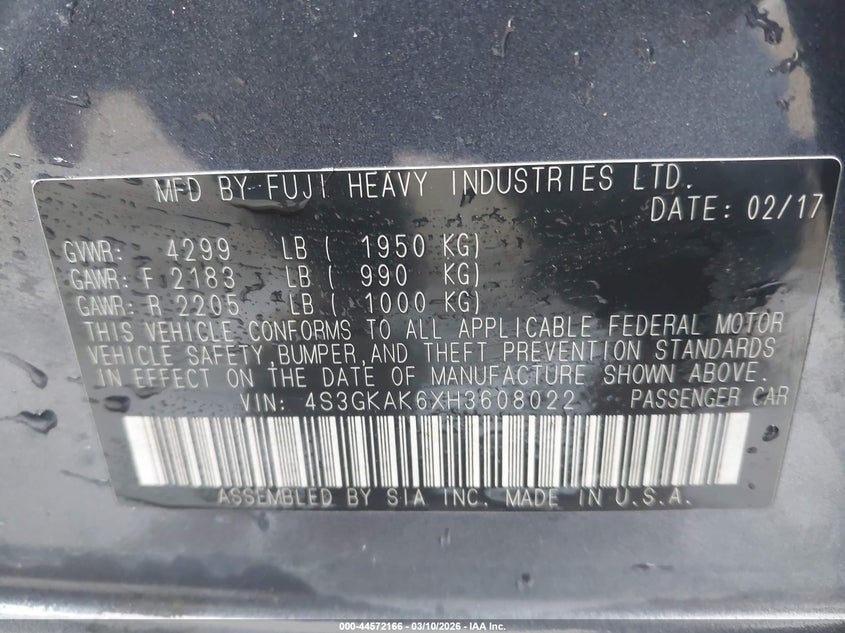 MFD BY FUJI HEAVY INDUSTRIES LTD.
DATE: 02/17
GVWR: 4299 LB ( 1950 KG)
GAWR: F 2183 LB ( 990 KG)
GAWR: R 2205 LB ( 1000 KG)
THIS VEHICLE CONFORMS TO ALL APPLICABLE FEDERAL MOTOR
VEHICLE SAFETY,BUMPER,AND THEFT PREVENTION STANDARDS
IN EFFECT ON THE DATE OF MANUFACTURE SHOWN ABOVE.
VIN: 4S3GKAK6XH3608022 PASSENGER CAR
ASSEMBLED BY SIA INC. MADE IN U.S.A.
000-44572166 - 03/10/2026 - IAA Inc.